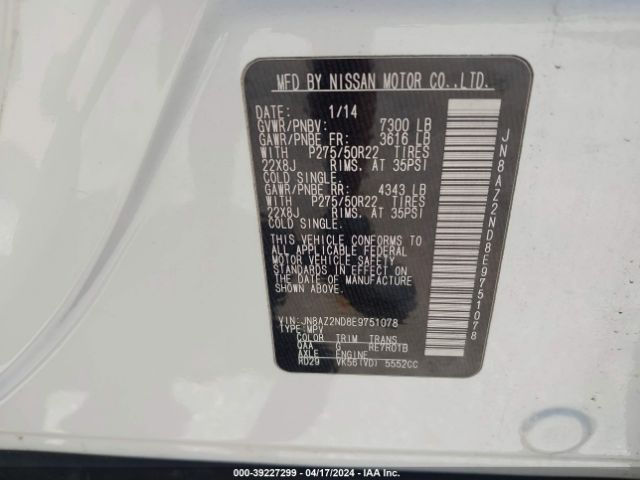 MFD BY NISSAN MOTOR CO.,LTD.
DATE: 1/14
GVWR/PNBV: 7300 LB
GAWR/PNBE FR: 3616 LB
WITH P275/50R22 TIRES
22X8J RIMS. AT 35PSI
COLD SINGLE.
GAWR/PNBE RR: 4343 LB
WITH P275/50R22 TIRES
22X8J RIMS. AT 35PSI
COLD SINGLE.
THIS VEHICLE CONFORMS TO
ALL APPLICABLE FEDERAL
MOTOR VEHICLE SAFETY
STANDARDS IN EFFECT ON
THE DATE OF MANUFACTURE
SHOWN ABOVE.
VIN:JN8AZ2ND8E9751078
TYPE:MPV
COLOR TRIM TRANS
QAA G RE7R01B
AXLE ENGINE
RD29 VK56(VD) 5552CC
JN8AZ2ND8E9751078
000-39227299 - 04/17/2024 - IAA Inc.